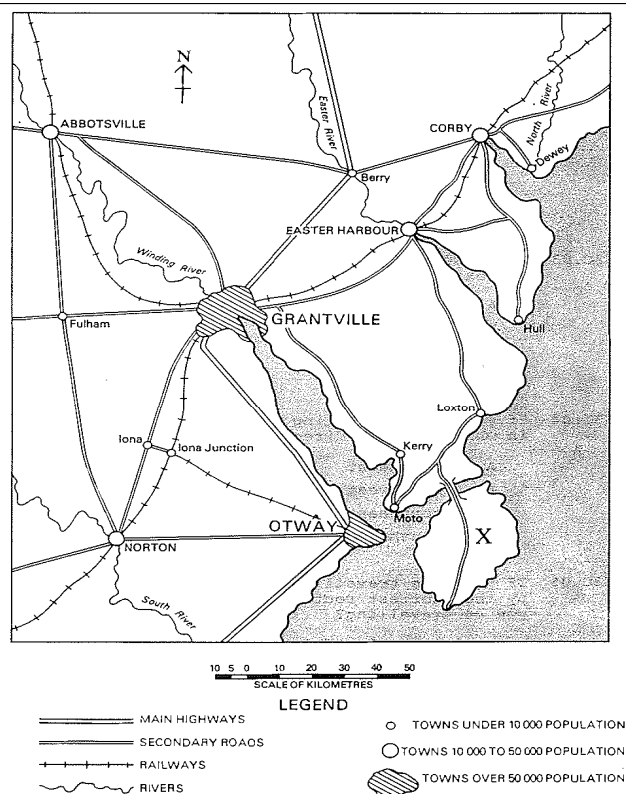 N
ABBOTSVILLE
Easter River
CORBY
North River
Dewey
Berry
EASTER HARBOUR
Winding River
GRANTVILLE
Fulham
Hull
Loxton
Iona
Iona Junction
Kerry
OTWAY
Moto
X
NORTON
South River
10 5 0 10 20 30 40 50
SCALE OF KILOMETRES
LEGEND
MAIN HIGHWAYS
SECONDARY ROADS
RAILWAYS
RIVERS
TOWNS UNDER 10 000 POPULATION
TOWNS 10 000 TO 50 000 POPULATION
TOWNS OVER 50 000 POPULATION